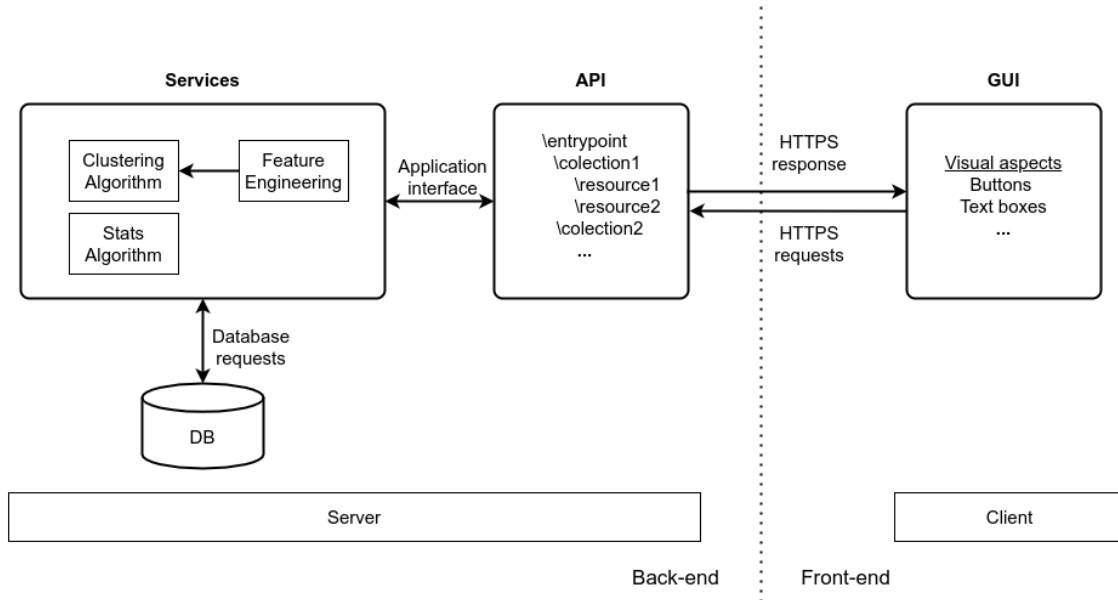 Services
API
GUI
Clustering
Algorithm
Feature
Engineering
Stats
Algorithm
Application
interface
\entrypoint
\colection1
\resource1
\resource2
\colection2
...
HTTPS
response
HTTPS
requests
Visual aspects
Buttons
Text boxes
...
Database
requests
DB
Server
Client
Back-end
Front-end